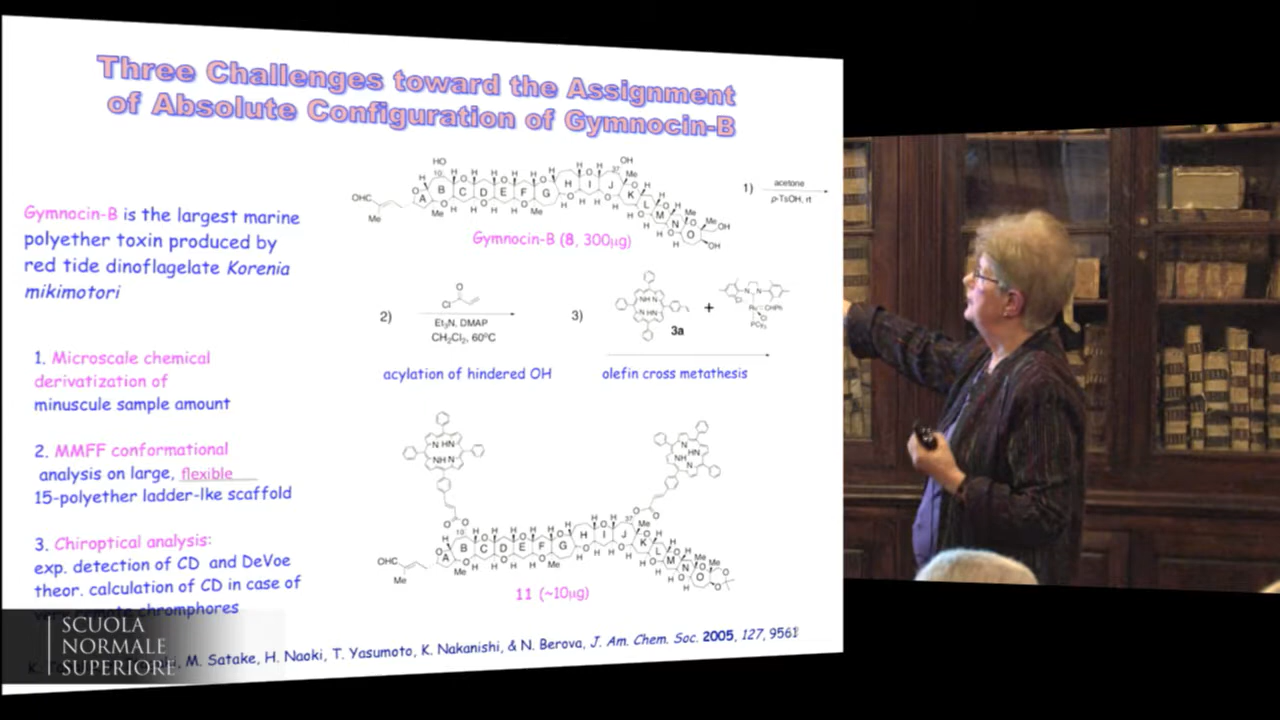 Three Challenges toward the Assignment
of Absolute Configuration of Gymnocin-B
Gymnocin-B is the largest marine
polyether toxin produced by
red tide dinoflagelate Korenia
mikimotori
1. Microscale chemical
derivatization of
minuscule sample amount
2. MMFF conformational
analysis on large, flexible
15-polyether ladder-lke scaffold
3. Chiroptical analysis:
exp. detection of CD and DeVoe
theor. calculation of CD in case of
very remote chromphores
Gymnocin-B (8, 300µg)
1)
acetone
p-TsOH, rt
2)
Et3N, DMAP
CH2Cl2, 60°C
acylation of hindered OH
3)
3a
+
olefin cross metathesis
11 (~10µg)
M. Satake, H. Naoki, T. Yasumoto, K. Nakanishi, & N. Berova, J. Am. Chem. Soc. 2005, 127,
SCUOLA
NORMALE
SUPERIORE